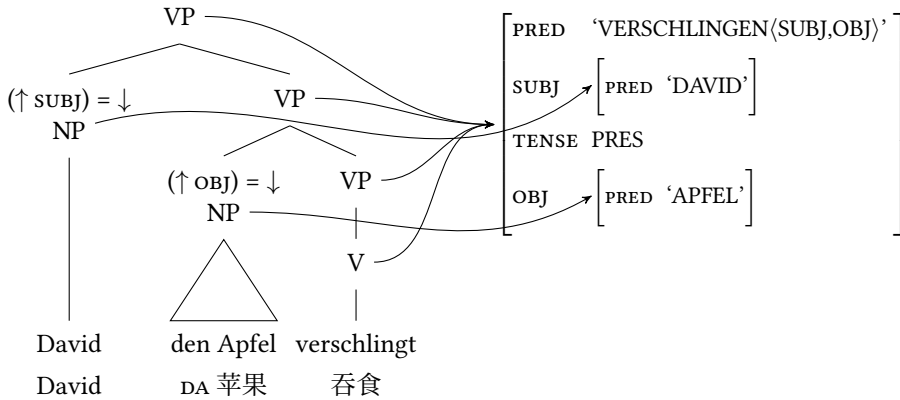 VP
PRED ‘VERSCHLINGEN⟨SUBJ,OBJ⟩’
(↑ SUBJ) = ↓
NP
VP
SUBJ [PRED ‘DAVID’]
TENSE PRES
(↑ OBJ) = ↓
NP
VP
OBJ [PRED ‘APFEL’]
V
David den Apfel verschlingt
David DA 苹果 吞食